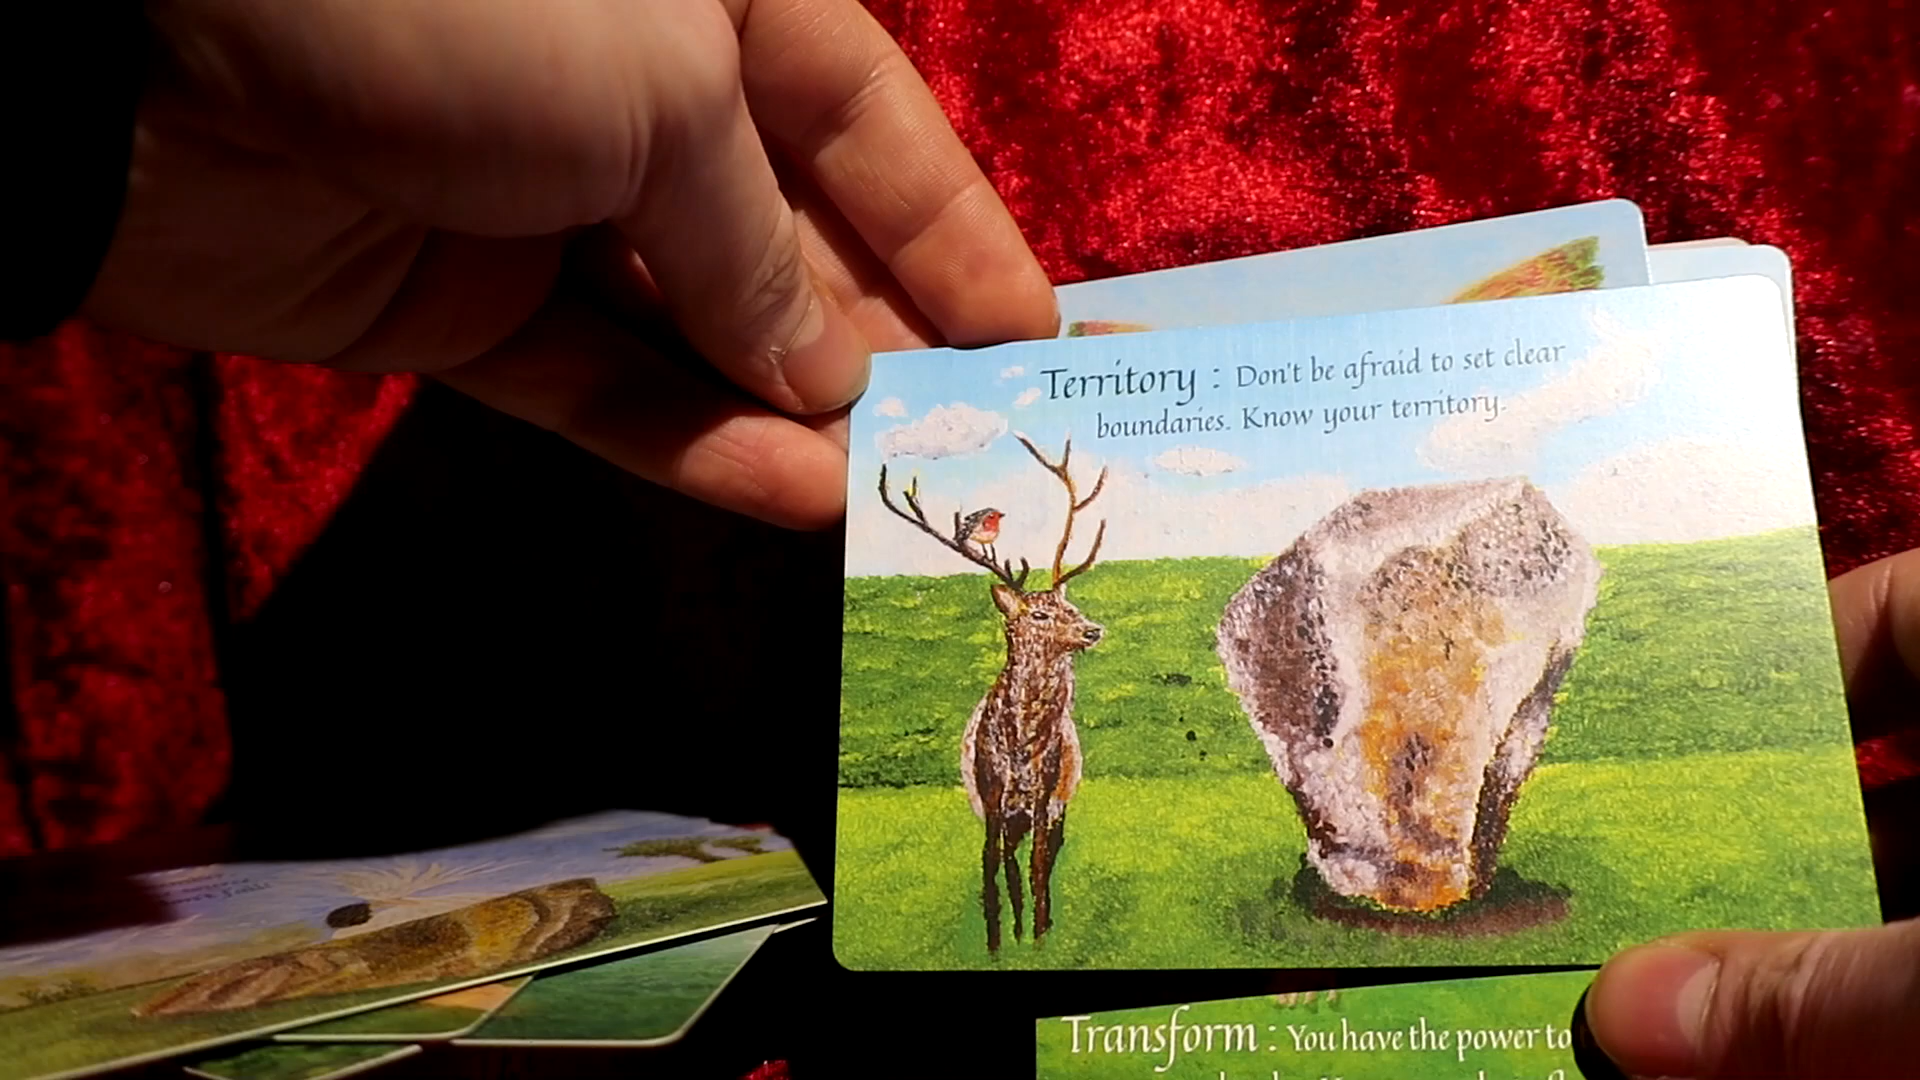 Territory : Don't be afraid to set clear
boundaries. Know your territory.
Transform : You have the power to